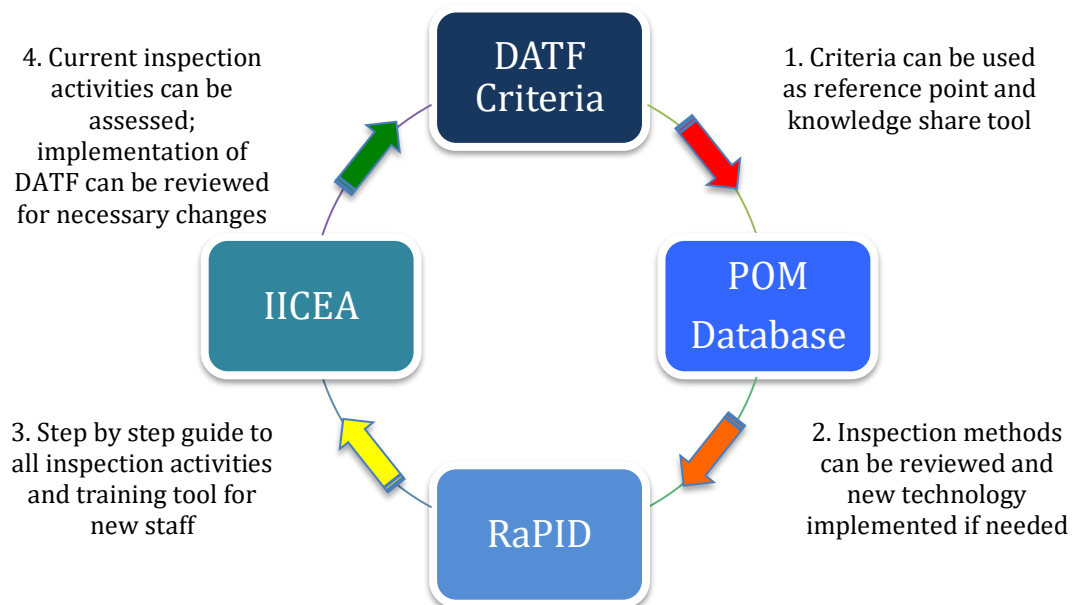 DATF
Criteria
1. Criteria can be used
as reference point and
knowledge share tool
POM
Database
2. Inspection methods
can be reviewed and
new technology
implemented if needed
RaPID
3. Step by step guide to
all inspection activities
and training tool for
new staff
IICEA
4. Current inspection
activities can be
assessed;
implementation of
DATF can be reviewed
for necessary changes